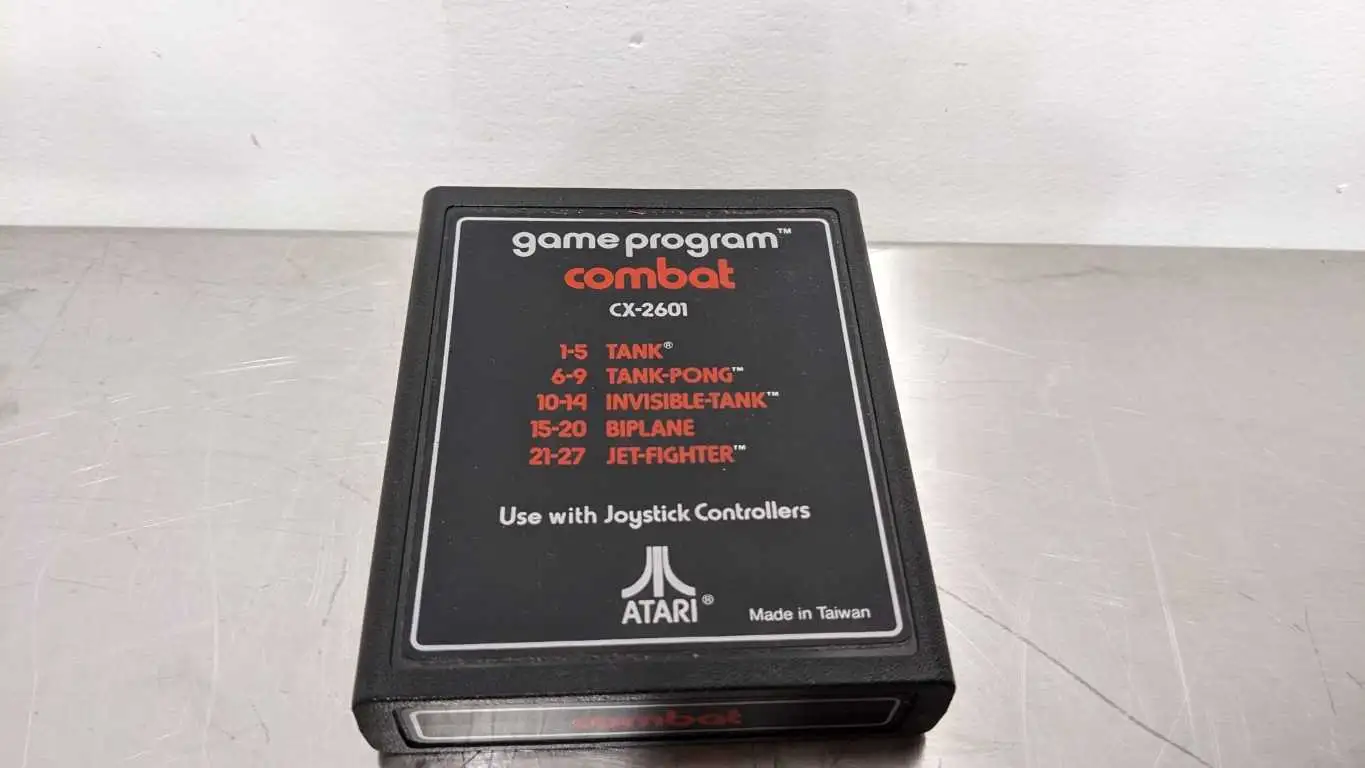 game program™
combat
CX-2601
1-5 TANK®
6-9 TANK-PONG™
10-14 INVISIBLE-TANK™
15-20 BIPLANE
21-27 JET-FIGHTER™
Use with Joystick Controllers
ATARI®
Made in Taiwan
combat